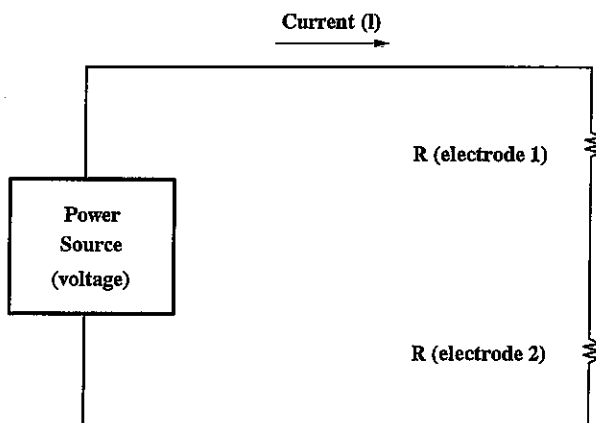 Current (I)
R (electrode 1)
Power
Source
(voltage)
R (electrode 2)